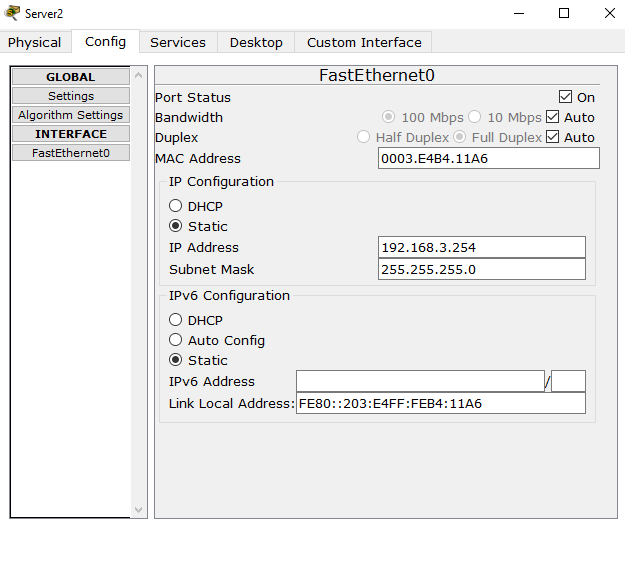 Server2
Physical Config Services Desktop Custom Interface
GLOBAL
Settings
Algorithm Settings
INTERFACE
FastEthernet0
FastEthernet0
Port Status On
Bandwidth 100 Mbps 10 Mbps Auto
Duplex Half Duplex Full Duplex Auto
MAC Address 0003.E4B4.11A6
IP Configuration
DHCP
Static
IP Address 192.168.3.254
Subnet Mask 255.255.255.0
IPv6 Configuration
DHCP
Auto Config
Static
IPv6 Address /
Link Local Address: FE80::203:E4FF:FEB4:11A6